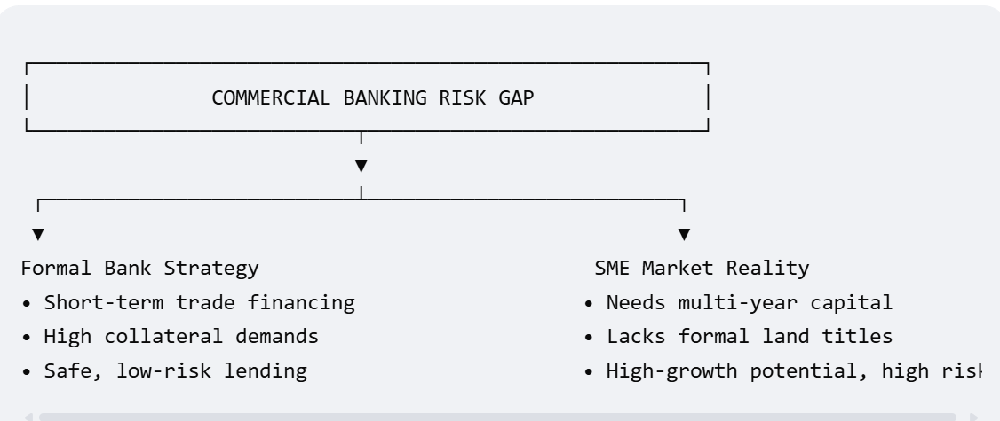 COMMERCIAL BANKING RISK GAP
Formal Bank Strategy
• Short-term trade financing
• High collateral demands
• Safe, low-risk lending
SME Market Reality
• Needs multi-year capital
• Lacks formal land titles
• High-growth potential, high risk